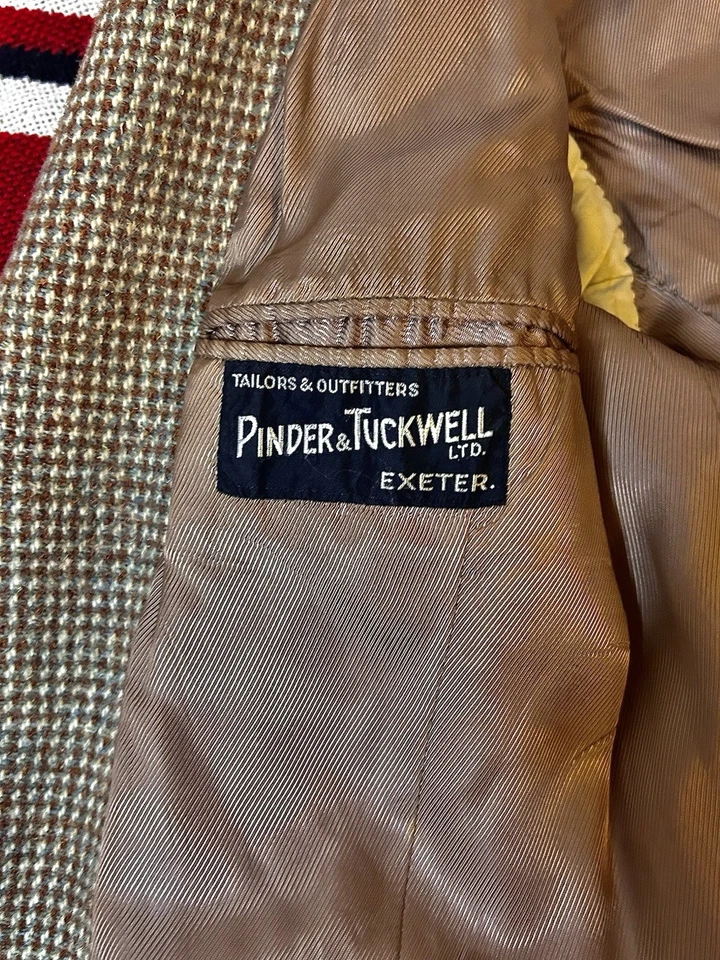 TAILORS & OUTFITTERS
PINDER & TUCKWELL
LTD.
EXETER.